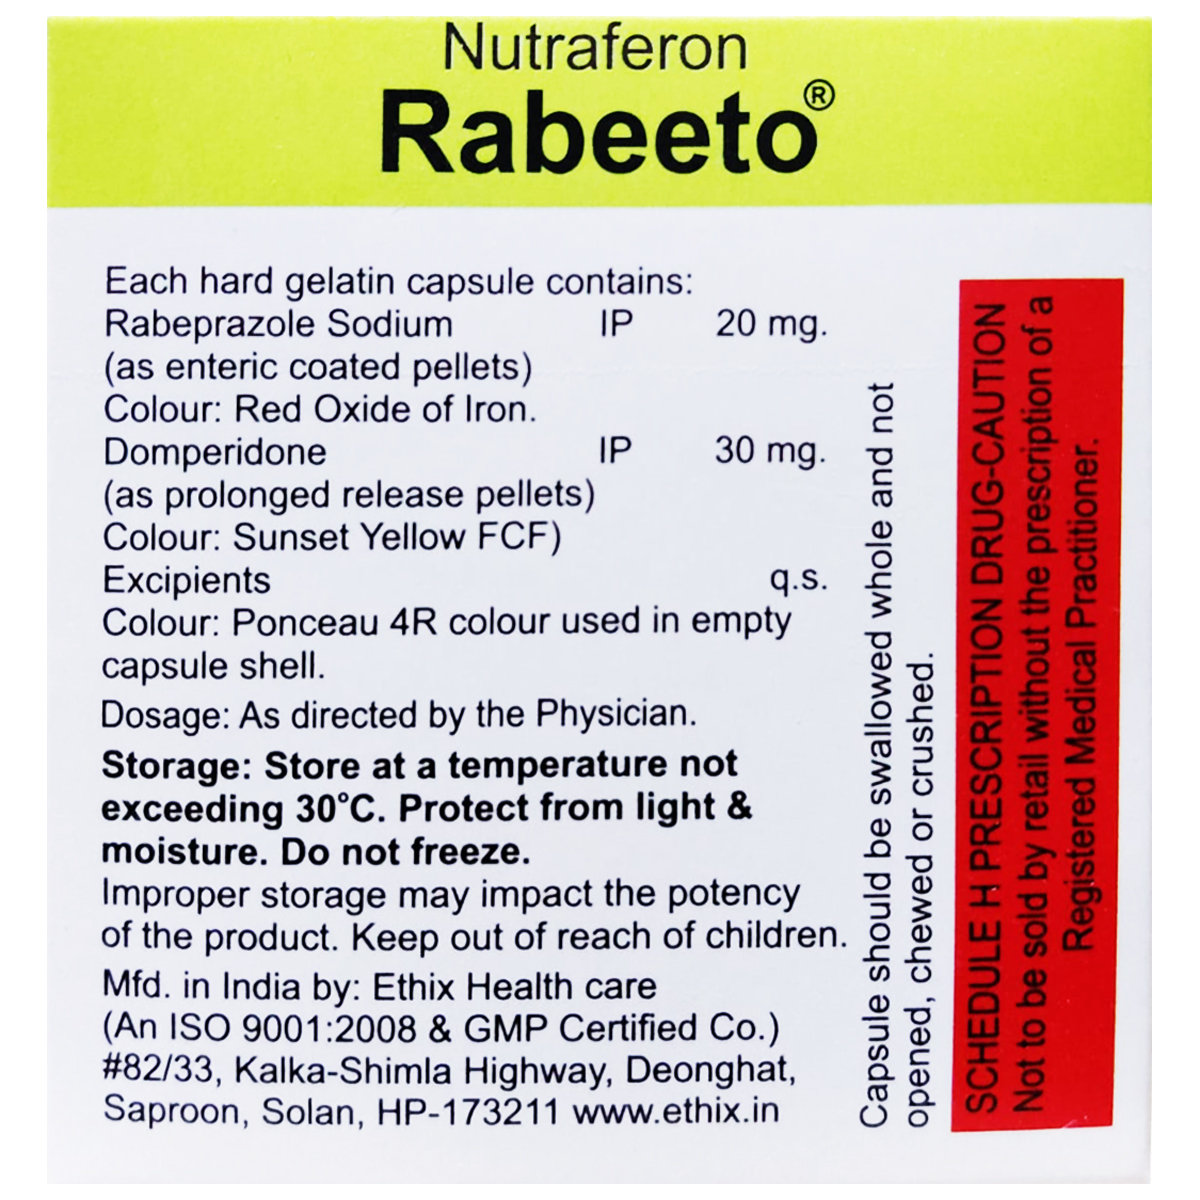 Nutraferon
Rabeeto®
Each hard gelatin capsule contains:
Rabeprazole Sodium IP 20 mg.
(as enteric coated pellets)
Colour: Red Oxide of Iron.
Domperidone IP 30 mg.
(as prolonged release pellets)
Colour: Sunset Yellow FCF)
Excipients q.s.
Colour: Ponceau 4R colour used in empty
capsule shell.
Dosage: As directed by the Physician.
Storage: Store at a temperature not
exceeding 30°C. Protect from light &
moisture. Do not freeze.
Improper storage may impact the potency
of the product. Keep out of reach of children.
Mfd. in India by: Ethix Health care
(An ISO 9001:2008 & GMP Certified Co.)
#82/33, Kalka-Shimla Highway, Deonghat,
Saproon, Solan, HP-173211 www.ethix.in
Capsule should be swallowed whole and not
opened, chewed or crushed.
SCHEDULE H PRESCRIPTION DRUG-CAUTION
Not to be sold by retail without the prescription of a
Registered Medical Practitioner.